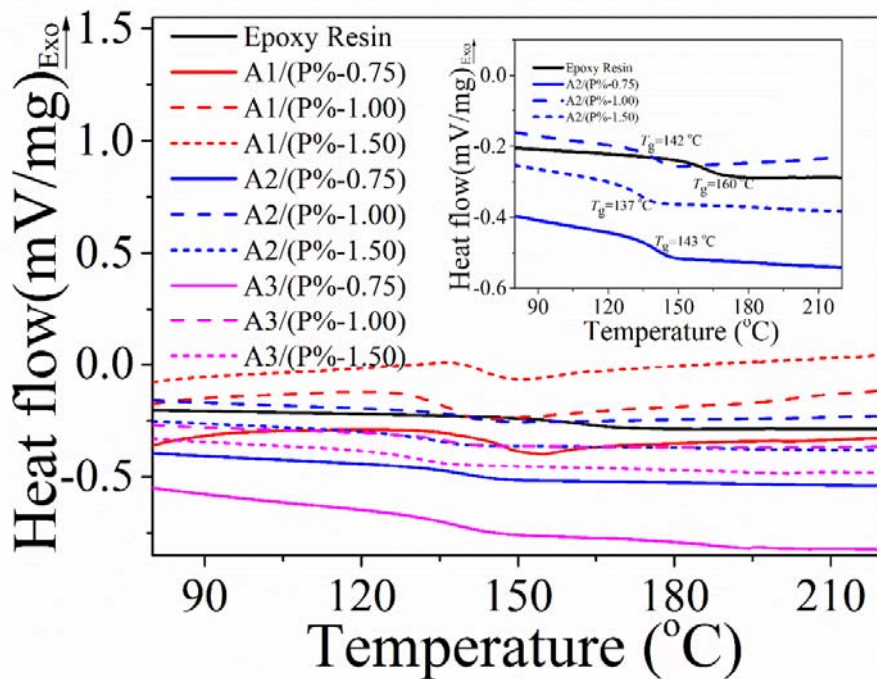 Heat flow(mV/mg)Exo
1.5
1.0
0.5
0.0
-0.5
Epoxy Resin
A1/(P%-0.75)
A1/(P%-1.00)
A1/(P%-1.50)
A2/(P%-0.75)
A2/(P%-1.00)
A2/(P%-1.50)
A3/(P%-0.75)
A3/(P%-1.00)
A3/(P%-1.50)
Heat flow(mV/mg)Exo
0.0
-0.2
-0.4
-0.6
Epoxy Resin
A2/(P%-0.75)
A2/(P%-1.00)
A2/(P%-1.50)
Tg=142 °C
Tg=160 °C
Tg=137 °C
Tg=143 °C
90 120 150 180 210
Temperature (°C)
90 120 150 180 210
Temperature (°C)